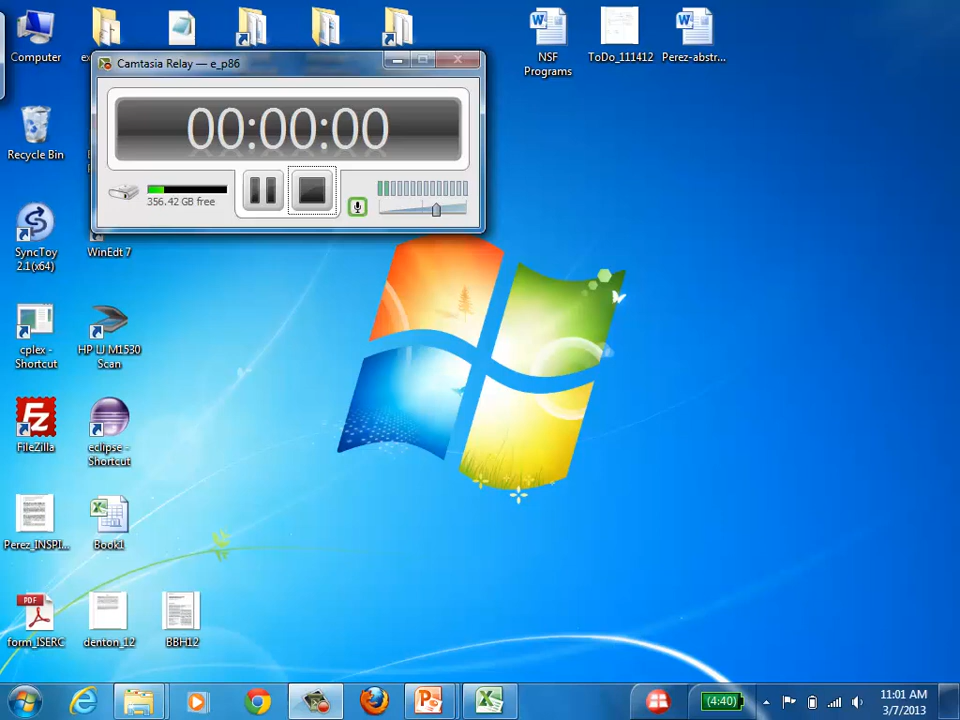 Computer
NSF
Programs
ToDo_111412
Perez-abstr...
Camtasia Relay — e_p86
00:00:00
356.42 GB free
Recycle Bin
SyncToy
2.1(x64)
WinEdt 7
cplex -
Shortcut
HP LJ M1530
Scan
FileZilla
eclipse -
Shortcut
Perez_INSPI...
Book1
PDF
form_ISERC
denton_12
BBH12
(4:40)
11:01 AM
3/7/2013